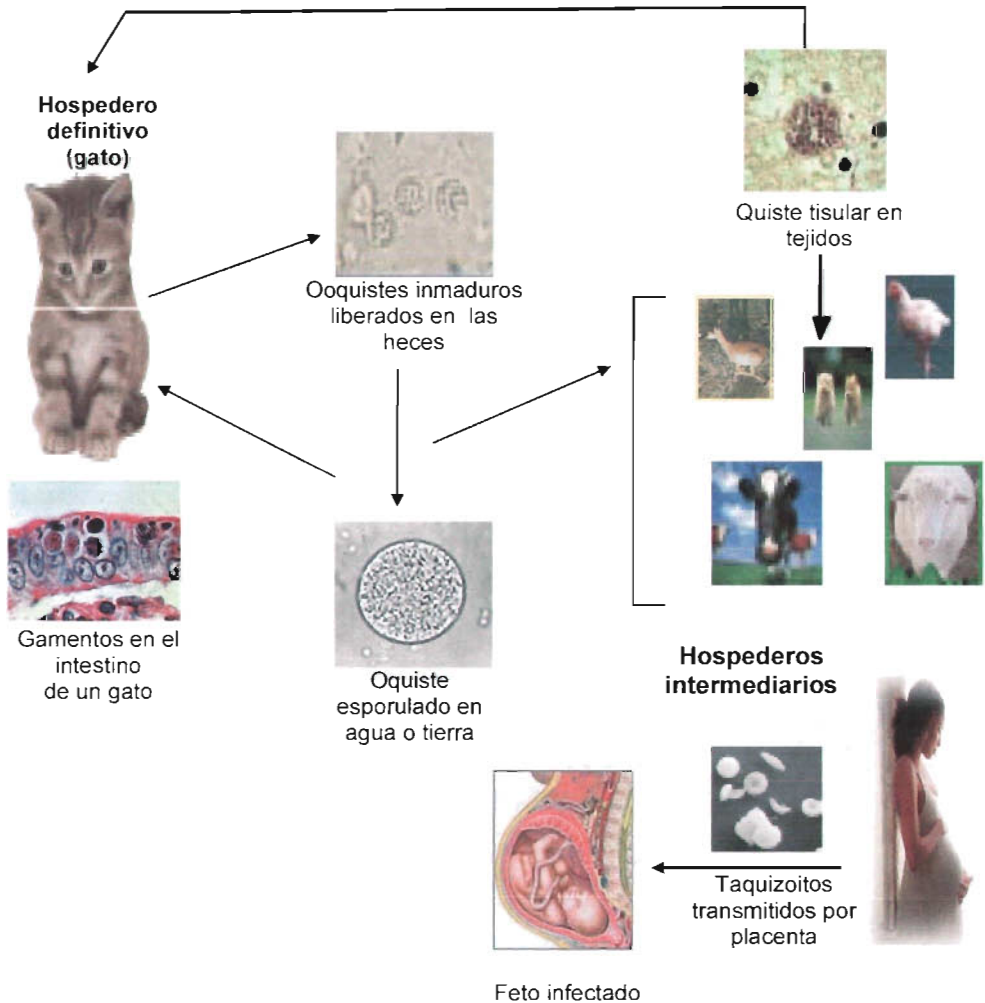 Hospedero
definitivo
(gato)
Ooquistes inmaduros
liberados en las
heces
Quiste tisular en
tejidos
Gamentos en el
intestino
de un gato
Oquiste
esporulado en
agua o tierra
Hospederos
intermediarios
Taquizoitos
transmitidos por
placenta
Feto infectado